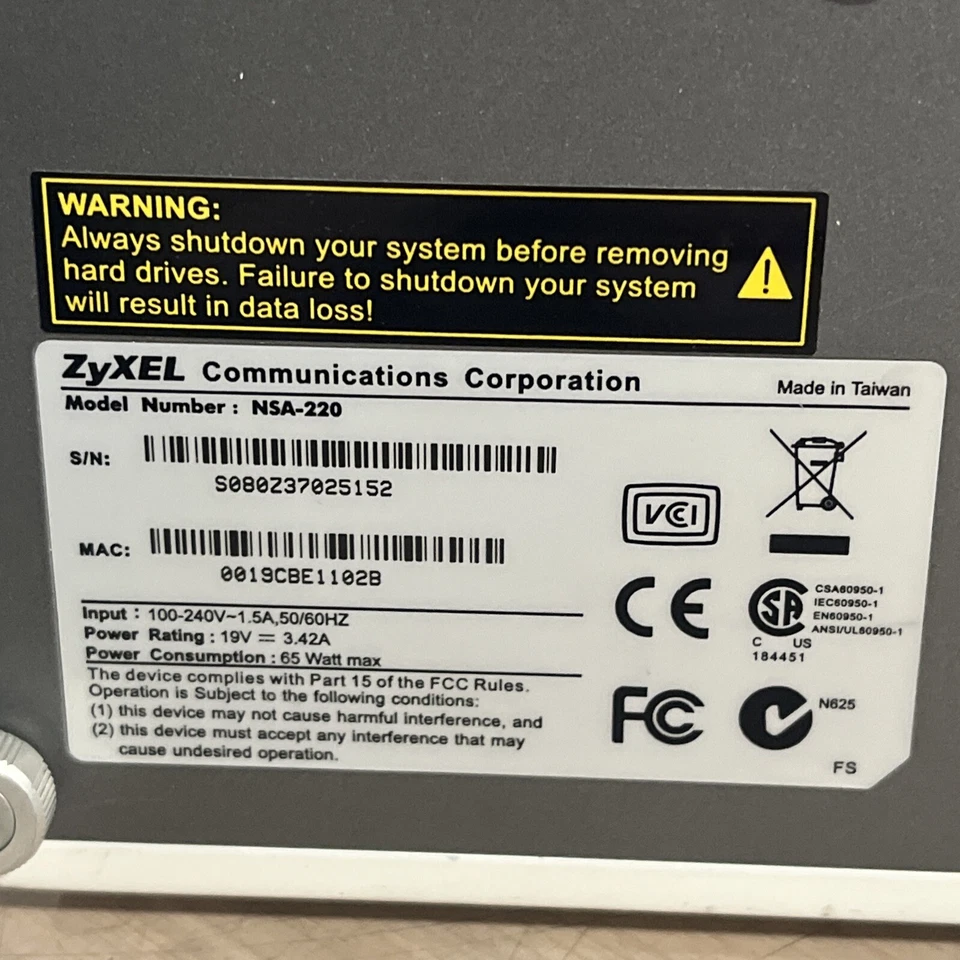 WARNING:
Always shutdown your system before removing
hard drives. Failure to shutdown your system
will result in data loss!
ZyXEL Communications Corporation
Made in Taiwan
Model Number : NSA-220
S/N:
S080Z37025152
MAC:
0019CBE1102B
Input : 100-240V~1.5A,50/60HZ
Power Rating : 19V ⎓ 3.42A
Power Consumption : 65 Watt max
The device complies with Part 15 of the FCC Rules.
Operation is Subject to the following conditions:
(1) this device may not cause harmful interference, and
(2) this device must accept any interference that may
cause undesired operation.
VCI
CE
SA
C US
184451
CSA60950-1
IEC60950-1
EN60950-1
ANSI/UL60950-1
FC
N625
FS